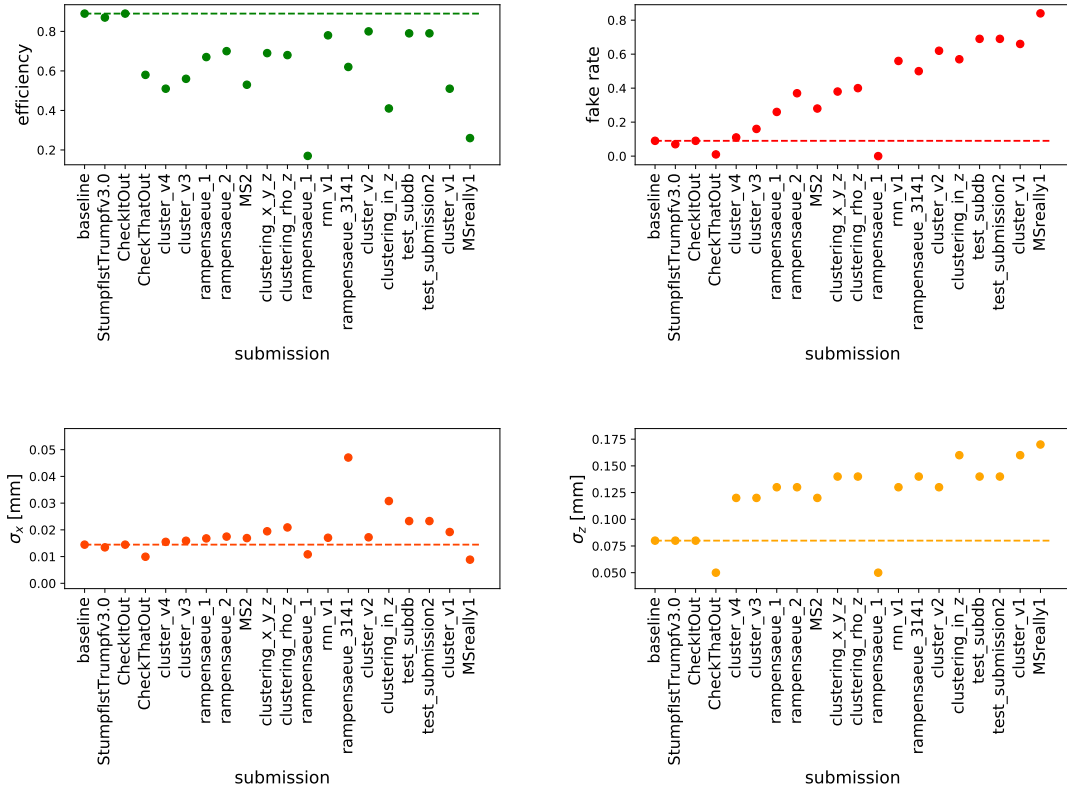 efficiency
0.8
0.6
0.4
0.2
baseline
StumpfIstTrumpfv3.0
CheckItOut
CheckThatOut
cluster_v4
cluster_v3
rampensaeue_1
rampensaeue_2
MS2
clustering_x_y_z
clustering_rho_z
rampensaeue_1
rnn_v1
rampensaeue_3141
cluster_v2
clustering_in_z
test_subdb
test_submission2
cluster_v1
MSreally1
submission
fake rate
0.8
0.6
0.4
0.2
0.0
baseline
StumpfIstTrumpfv3.0
CheckItOut
CheckThatOut
cluster_v4
cluster_v3
rampensaeue_1
rampensaeue_2
MS2
clustering_x_y_z
clustering_rho_z
rampensaeue_1
rnn_v1
rampensaeue_3141
cluster_v2
clustering_in_z
test_subdb
test_submission2
cluster_v1
MSreally1
submission
σx [mm]
0.05
0.04
0.03
0.02
0.01
0.00
baseline
StumpfIstTrumpfv3.0
CheckItOut
CheckThatOut
cluster_v4
cluster_v3
rampensaeue_1
rampensaeue_2
MS2
clustering_x_y_z
clustering_rho_z
rampensaeue_1
rnn_v1
rampensaeue_3141
cluster_v2
clustering_in_z
test_subdb
test_submission2
cluster_v1
MSreally1
submission
σz [mm]
0.175
0.150
0.125
0.100
0.075
0.050
baseline
StumpfIstTrumpfv3.0
CheckItOut
CheckThatOut
cluster_v4
cluster_v3
rampensaeue_1
rampensaeue_2
MS2
clustering_x_y_z
clustering_rho_z
rampensaeue_1
rnn_v1
rampensaeue_3141
cluster_v2
clustering_in_z
test_subdb
test_submission2
cluster_v1
MSreally1
submission